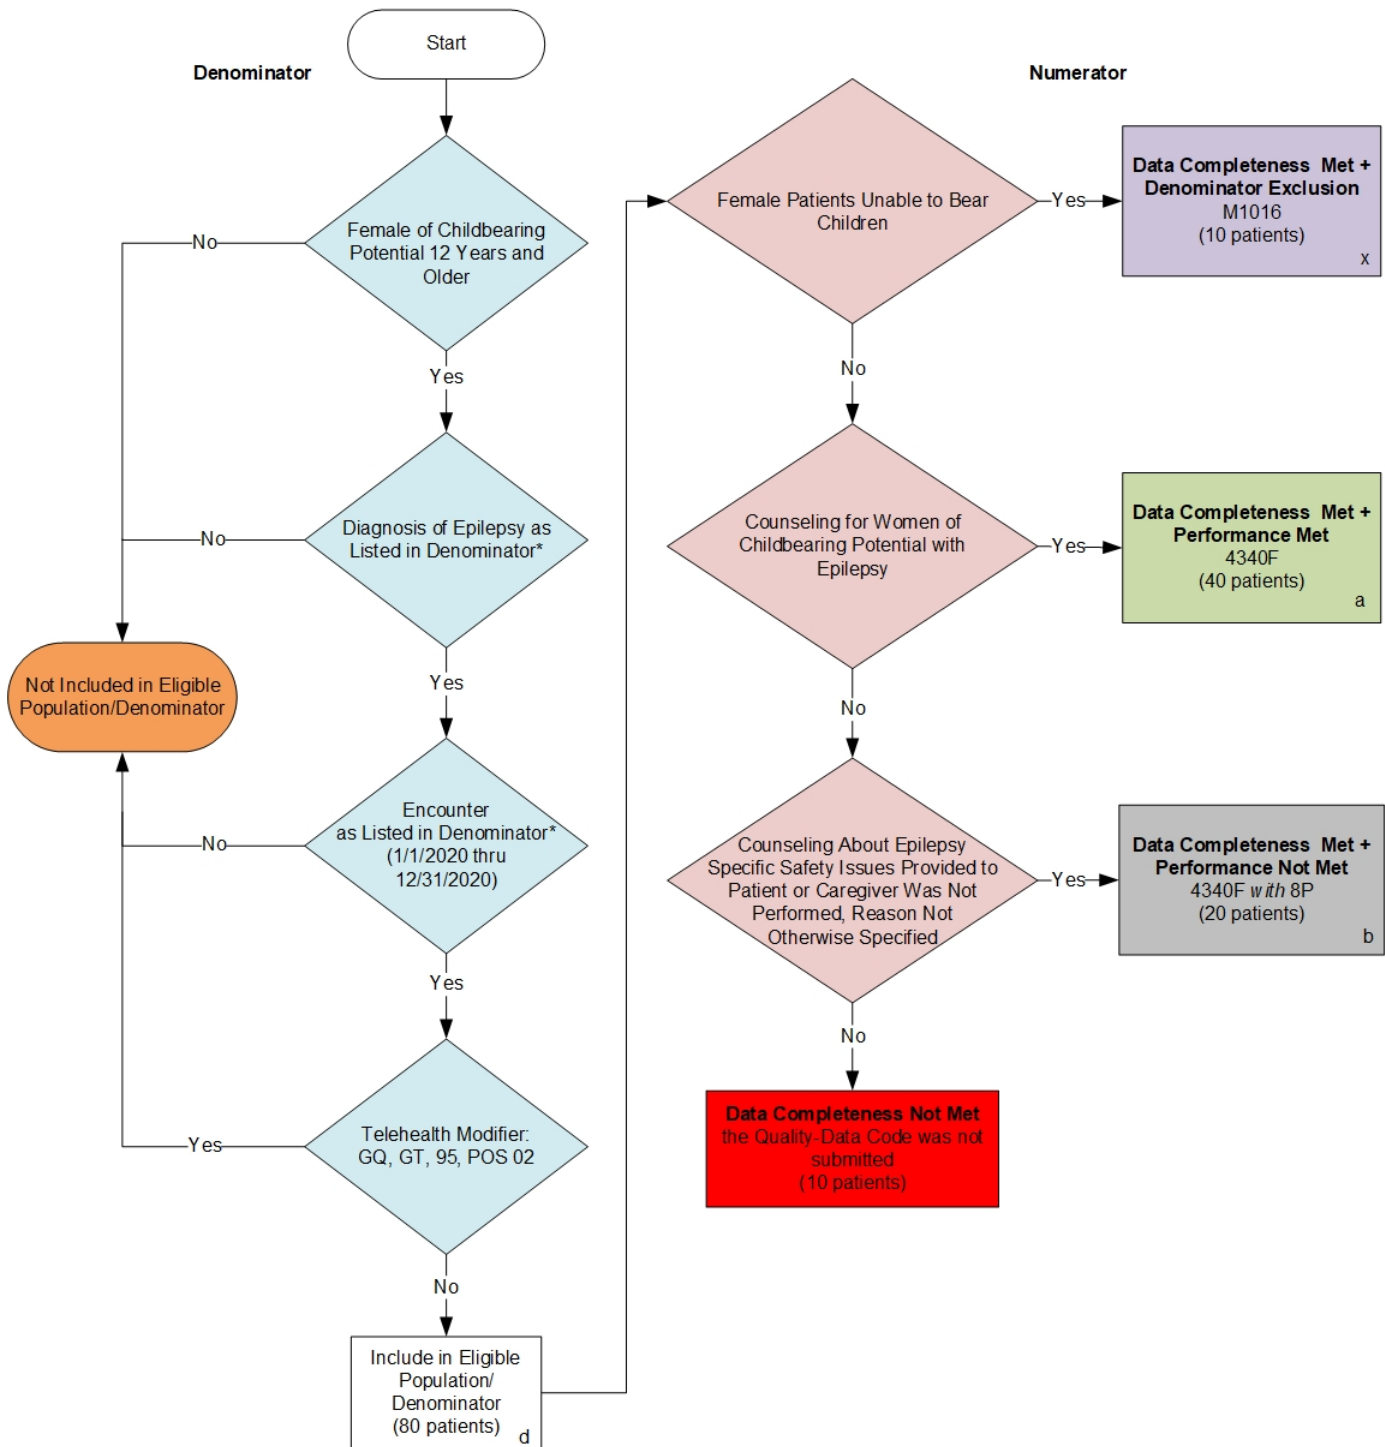 Start
Denominator
Female of Childbearing
Potential 12 Years and
Older
No
Yes
Diagnosis of Epilepsy as
Listed in Denominator*
No
Yes
Not Included in Eligible
Population/Denominator
Encounter
as Listed in Denominator*
(1/1/2020 thru
12/31/2020)
No
Yes
Telehealth Modifier:
GQ, GT, 95, POS 02
Yes
No
Include in Eligible
Population/
Denominator
(80 patients)
d
Numerator
Female Patients Unable to Bear
Children
Yes
Data Completeness Met +
Denominator Exclusion
M1016
(10 patients)
x
No
Counseling for Women of
Childbearing Potential with
Epilepsy
Yes
Data Completeness Met +
Performance Met
4340F
(40 patients)
a
No
Counseling About Epilepsy
Specific Safety Issues Provided to
Patient or Caregiver Was Not
Performed, Reason Not
Otherwise Specified
Yes
Data Completeness Met +
Performance Not Met
4340F with 8P
(20 patients)
b
No
Data Completeness Not Met
the Quality-Data Code was not
submitted
(10 patients)